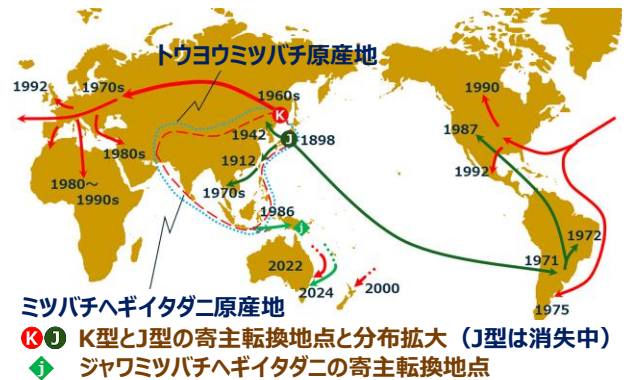 トウヨウミツバチ原産地
1992
1970s
1960s
K
1942
J
1898
1980s
1912
1980～
1990s
1970s
1986
j
2022
2024
2000
1990
1987
1992
1972
1971
1975
ミツバチヘギイタダニ原産地
K J K型とJ型の寄主転換地点と分布拡大（J型は消失中）
j ジャワミツバチヘギイタダニの寄主転換地点